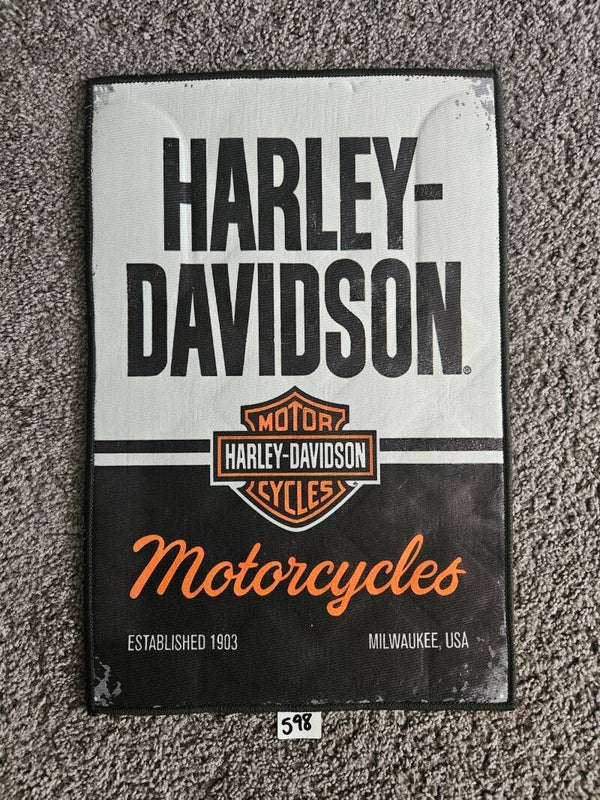 HARLEY-
DAVIDSON®
MOTOR
HARLEY-DAVIDSON
CYCLES
Motorcycles
ESTABLISHED 1903
MILWAUKEE, USA
598